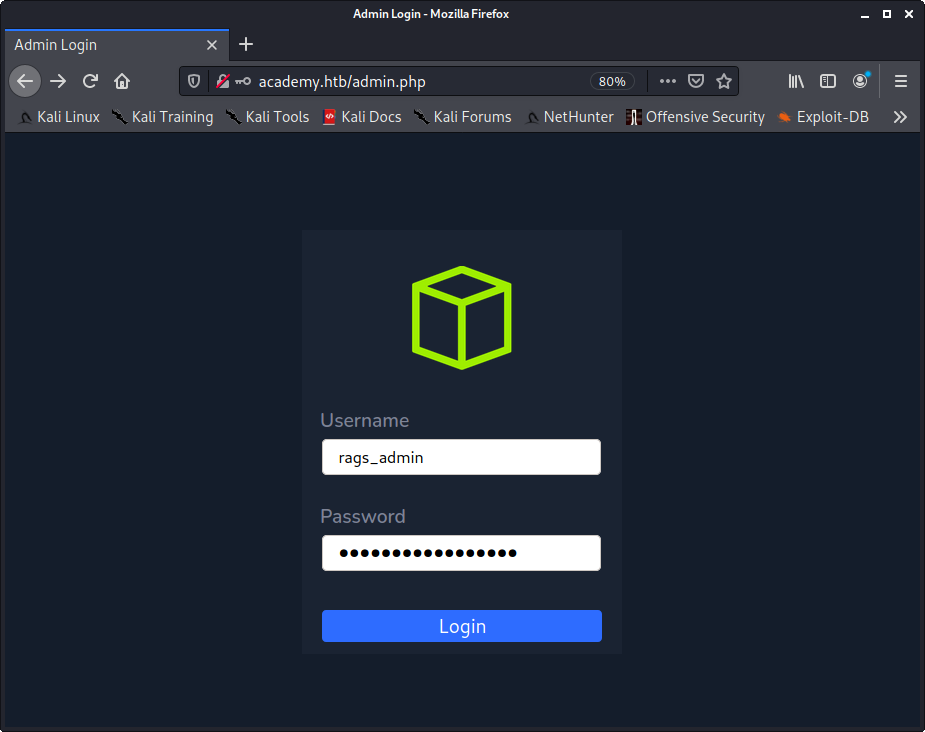 Admin Login - Mozilla Firefox
Admin Login
academy.htb/admin.php 80%
Kali Linux Kali Training Kali Tools Kali Docs Kali Forums NetHunter Offensive Security Exploit-DB
Username
rags_admin
Password
•••••••••••••••••
Login